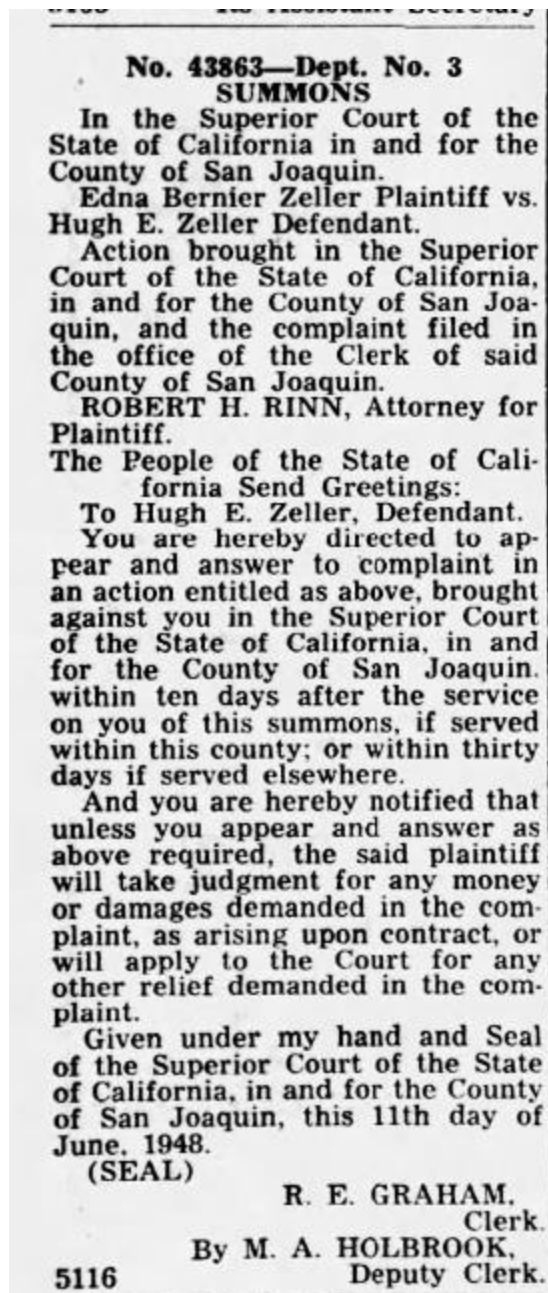 No. 43863—Dept. No. 3
SUMMONS
In the Superior Court of the
State of California in and for the
County of San Joaquin.
Edna Bernier Zeller Plaintiff vs.
Hugh E. Zeller Defendant.
Action brought in the Superior
Court of the State of California,
in and for the County of San Joa-
quin, and the complaint filed in
the office of the Clerk of said
County of San Joaquin.
ROBERT H. RINN, Attorney for
Plaintiff.
The People of the State of Cali-
fornia Send Greetings:
To Hugh E. Zeller, Defendant.
You are hereby directed to ap-
pear and answer to complaint in
an action entitled as above, brought
against you in the Superior Court
of the State of California, in and
for the County of San Joaquin.
within ten days after the service
on you of this summons, if served
within this county; or within thirty
days if served elsewhere.
And you are hereby notified that
unless you appear and answer as
above required, the said plaintiff
will take judgment for any money
or damages demanded in the com-
plaint, as arising upon contract, or
will apply to the Court for any
other relief demanded in the com-
plaint.
Given under my hand and Seal
of the Superior Court of the State
of California, in and for the County
of San Joaquin, this 11th day of
June, 1948.
(SEAL)
R. E. GRAHAM,
Clerk.
By M. A. HOLBROOK,
5116 Deputy Clerk.